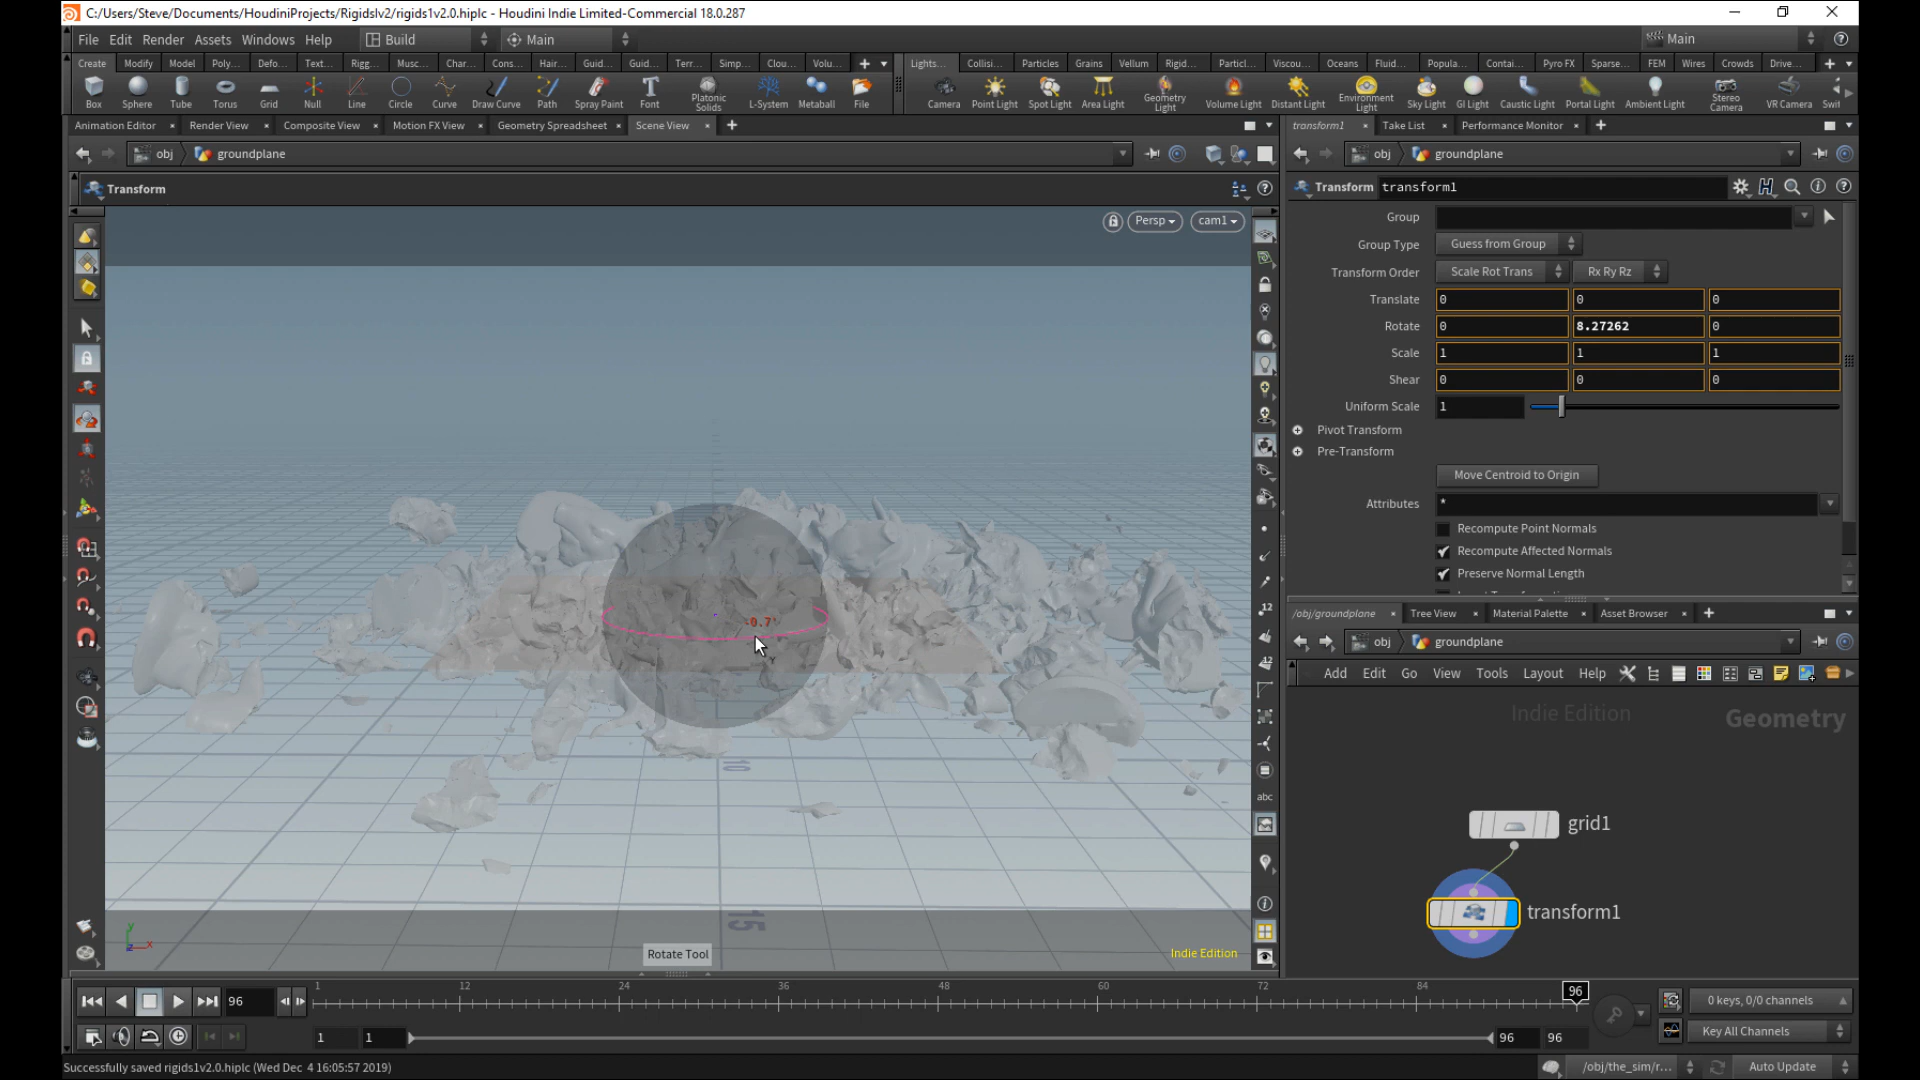 C:/Users/Steve/Documents/HoudiniProjects/Rigidslv2/rigids1v2.0.hiplc - Houdini Indie Limited-Commercial 18.0.287
File Edit Render Assets Windows Help Build Main Main
Create Modify Model Poly... Defo... Text... Rigg... Musc... Char... Cons... Hair... Guid... Guid... Terr... Simp... Clou... Volu... Lights... Collisi... Particles Grains Vellum Rigid... Particl... Viscou... Oceans Fluid... Popula... Contai... Pyro FX Sparse... FEM Wires Crowds Drive...
Box Sphere Tube Torus Grid Null Line Circle Curve Draw Curve Path Spray Paint Font Platonic Solids L-System Metaball File Camera Point Light Spot Light Area Light Geometry Light Volume Light Distant Light Environment Light Sky Light GI Light Caustic Light Portal Light Ambient Light Stereo Camera VR Camera Swit
Animation Editor Render View Composite View Motion FX View Geometry Spreadsheet Scene View transform1 Take List Performance Monitor
obj groundplane obj groundplane
Transform
Persp cam1
Transform transform1
Group
Group Type Guess from Group
Transform Order Scale Rot Trans Rx Ry Rz
Translate 0 0 0
Rotate 0 8.27262 0
Scale 1 1 1
Shear 0 0 0
Uniform Scale 1
Pivot Transform
Pre-Transform
Move Centroid to Origin
Attributes *
Recompute Point Normals
Recompute Affected Normals
Preserve Normal Length
-0.7°
Y
10
15
12
12
abc
y
x
z
Rotate Tool
Indie Edition
/obj/groundplane Tree View Material Palette Asset Browser
obj groundplane
Add Edit Go View Tools Layout Help
Indie Edition
Geometry
grid1
transform1
96 1 12 24 36 48 60 72 84 96
0 keys, 0/0 channels
1 1 96 96
Key All Channels
Successfully saved rigids1v2.0.hiplc (Wed Dec 4 16:05:57 2019)
/obj/the_sim/r...
Auto Update